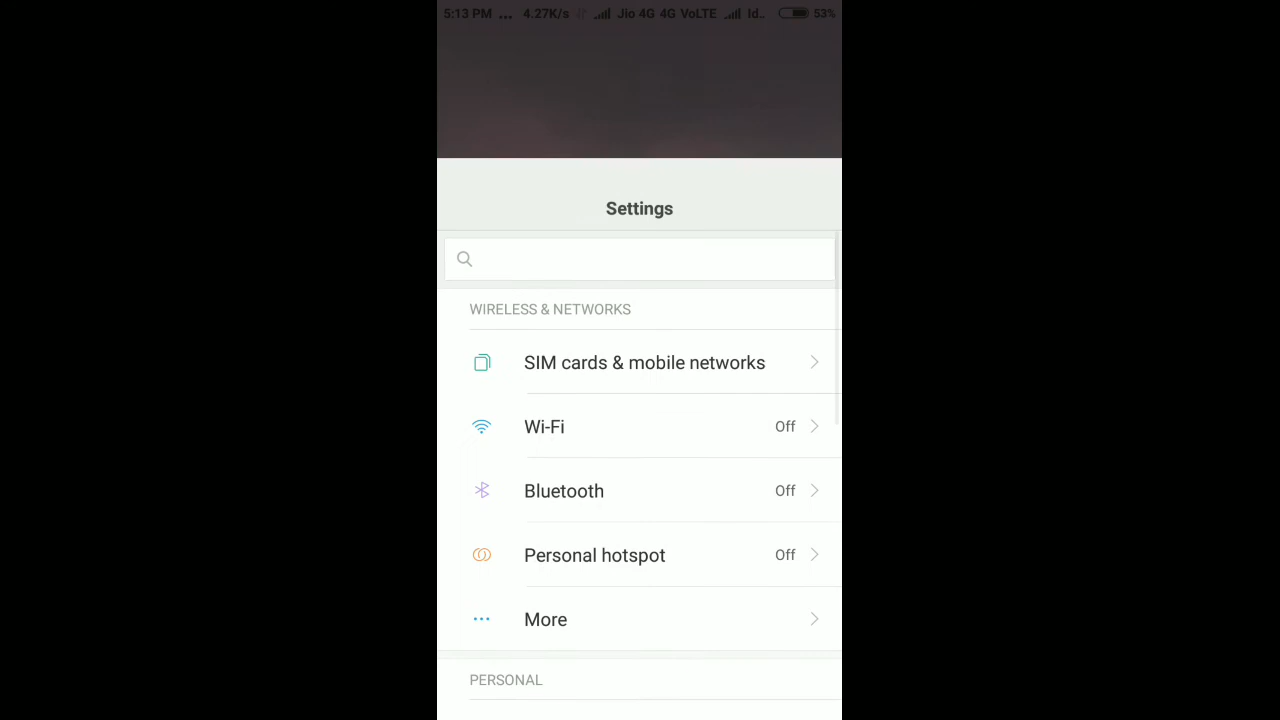 5:13 PM ... 4.27K/s Jio 4G 4G VoLTE Id.. 53%
Settings
WIRELESS & NETWORKS
SIM cards & mobile networks
Wi-Fi Off
Bluetooth Off
Personal hotspot Off
More
PERSONAL